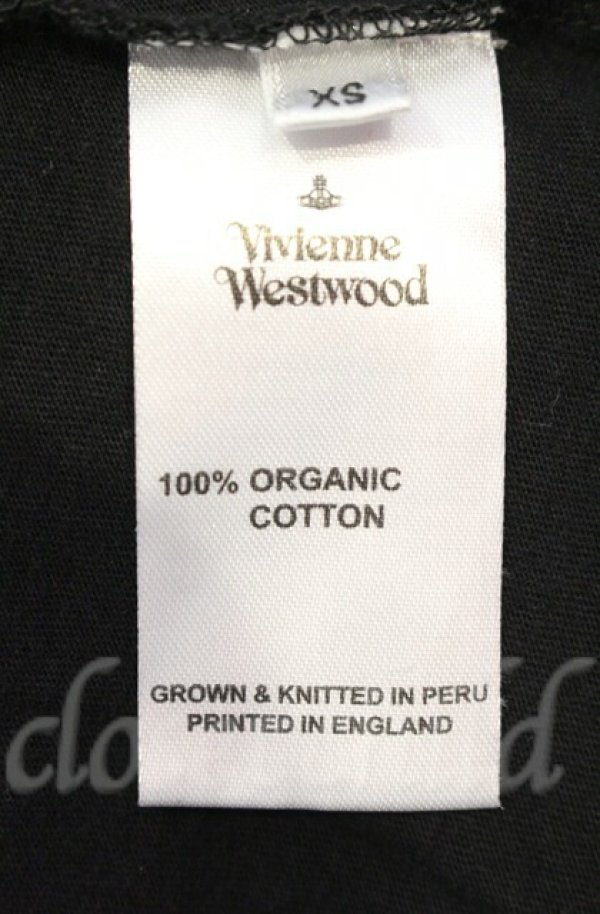 XS
Vivienne
Westwood
100% ORGANIC
COTTON
GROWN & KNITTED IN PERU
PRINTED IN ENGLAND